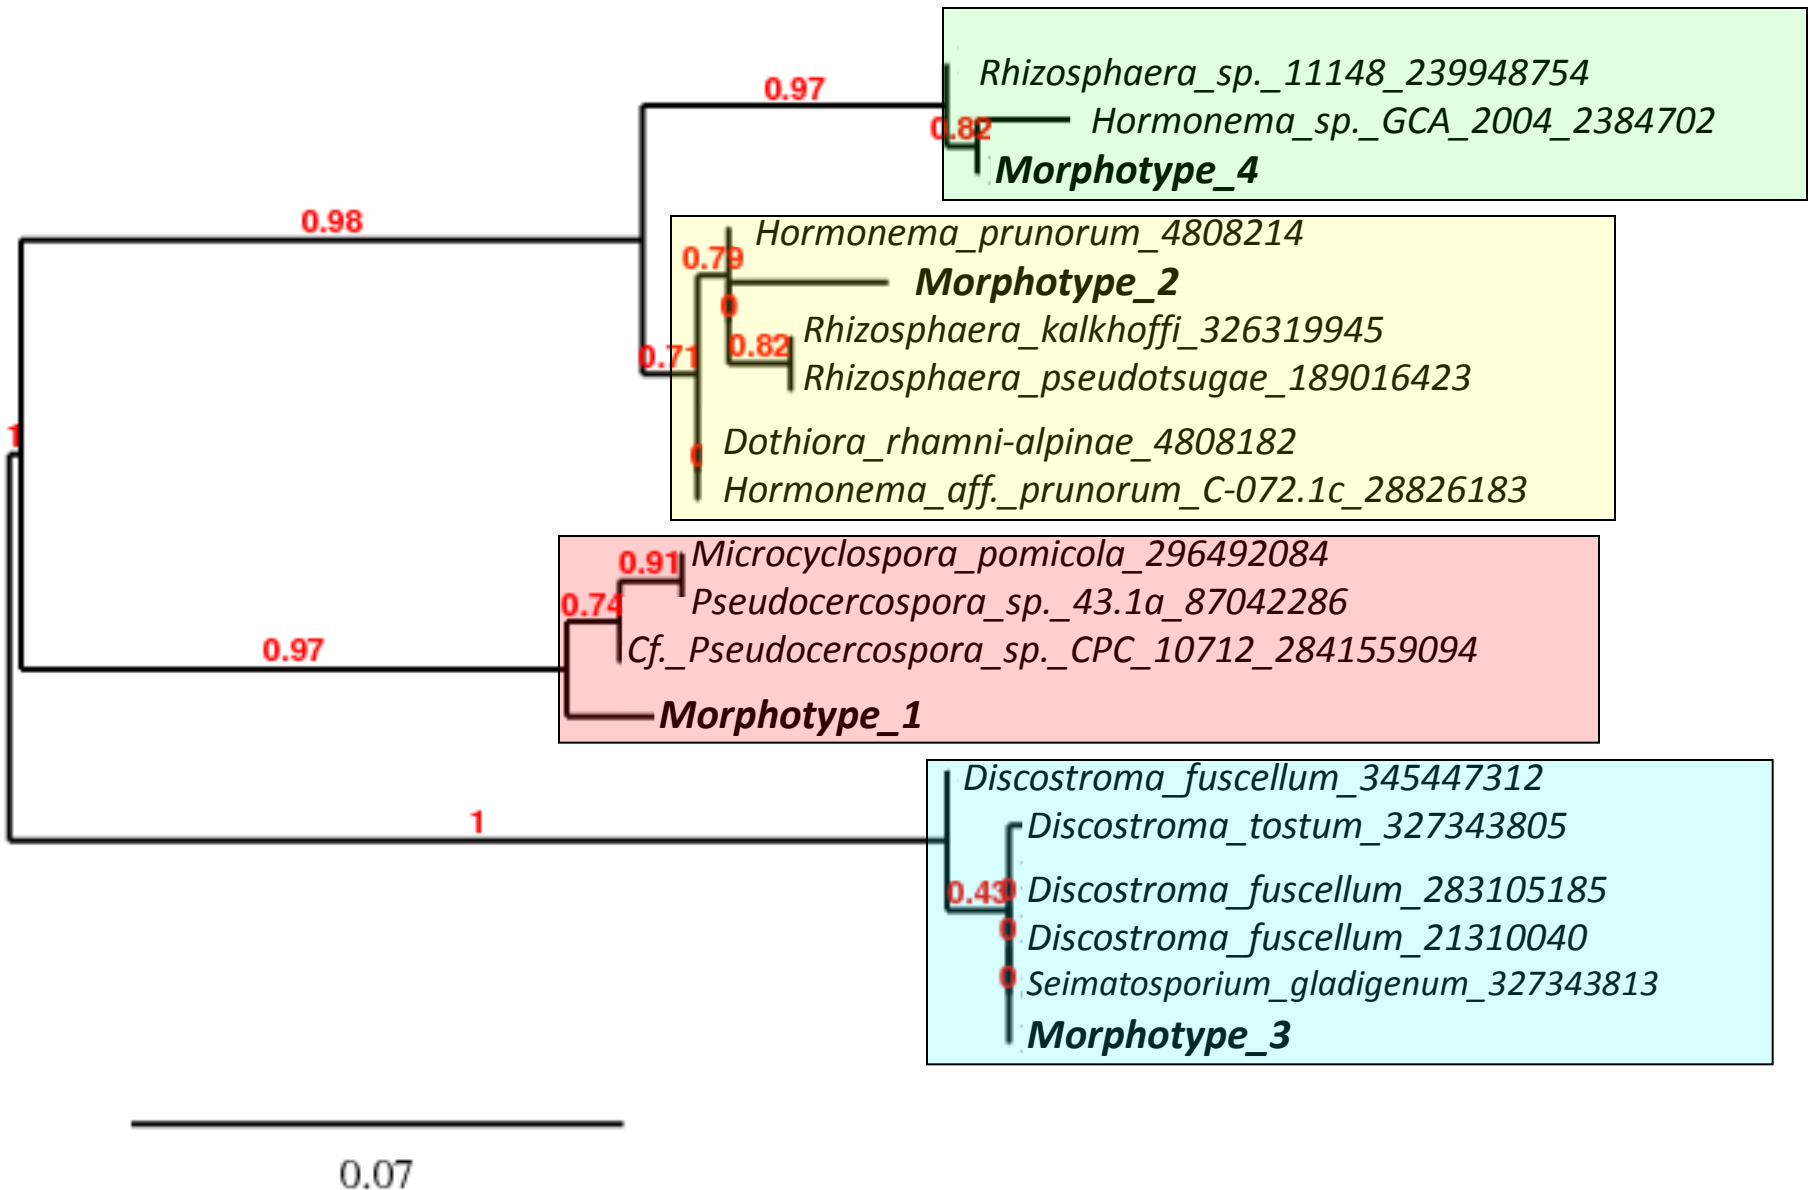 Rhizosphaera_sp._11148_239948754
0.97
Hormonema_sp._GCA_2004_2384702
0.82
Morphotype_4
0.98
Hormonema_prunorum_4808214
0.79
Morphotype_2
0
Rhizosphaera_kalkhoffi_326319945
0.82
0.71
Rhizosphaera_pseudotsugae_189016423
1
Dothiora_rhamni-alpinae_4808182
0
Hormonema_aff._prunorum_C-072.1c_28826183
Microcyclospora_pomicola_296492084
0.91
Pseudocercospora_sp._43.1a_87042286
0.74
Cf._Pseudocercospora_sp._CPC_10712_2841559094
0.97
Morphotype_1
Discostroma_fuscellum_345447312
1
Discostroma_tostum_327343805
0.43
0
Discostroma_fuscellum_283105185
0
Discostroma_fuscellum_21310040
0
Seimatosporium_gladigenum_327343813
Morphotype_3
0.07